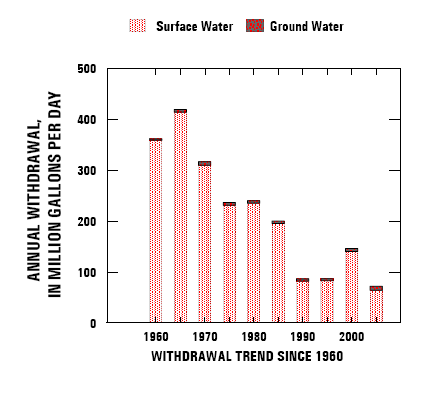 Surface Water Ground Water
ANNUAL WITHDRAWAL,
IN MILLION GALLONS PER DAY
500
400
300
200
100
0
1960 1970 1980 1990 2000
WITHDRAWAL TREND SINCE 1960